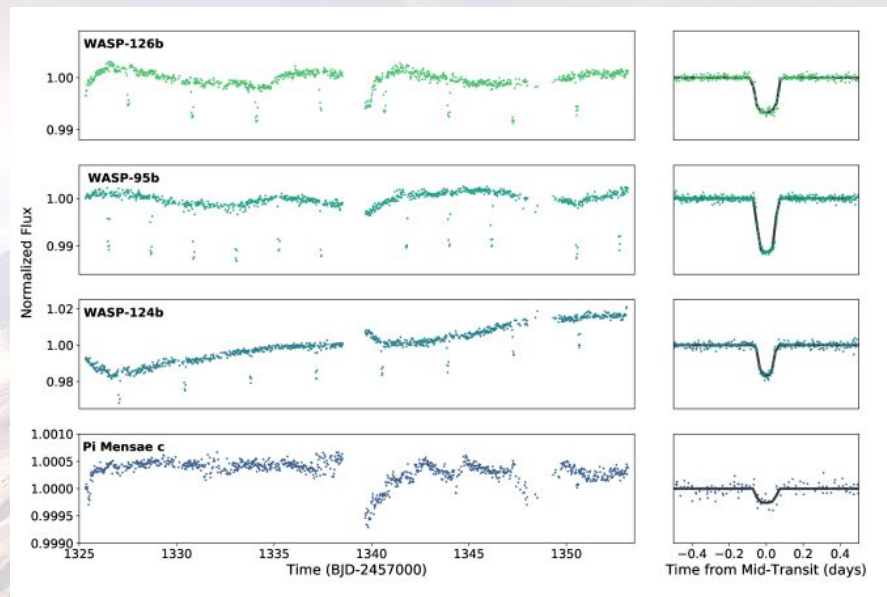 WASP-126b
1.00
0.99
WASP-95b
1.00
0.99
Normalized Flux
WASP-124b
1.02
1.00
0.98
Pi Mensae c
1.0010
1.0005
1.0000
0.9995
0.9990
1325 1330 1335 1340 1345 1350
Time (BJD-2457000)
−0.4 −0.2 0.0 0.2 0.4
Time from Mid-Transit (days)